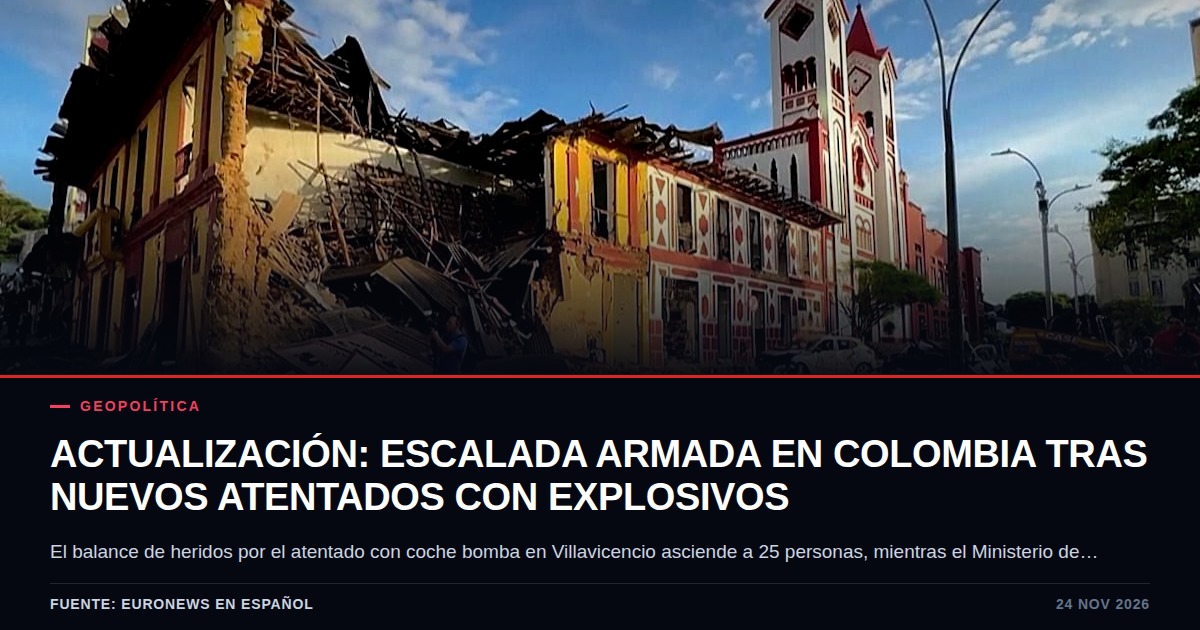 GEOPOLÍTICA
ACTUALIZACIÓN: ESCALADA ARMADA EN COLOMBIA TRAS
NUEVOS ATENTADOS CON EXPLOSIVOS
El balance de heridos por el atentado con coche bomba en Villavicencio asciende a 25 personas, mientras el Ministerio de…
FUENTE: EURONEWS EN ESPAÑOL
24 NOV 2026